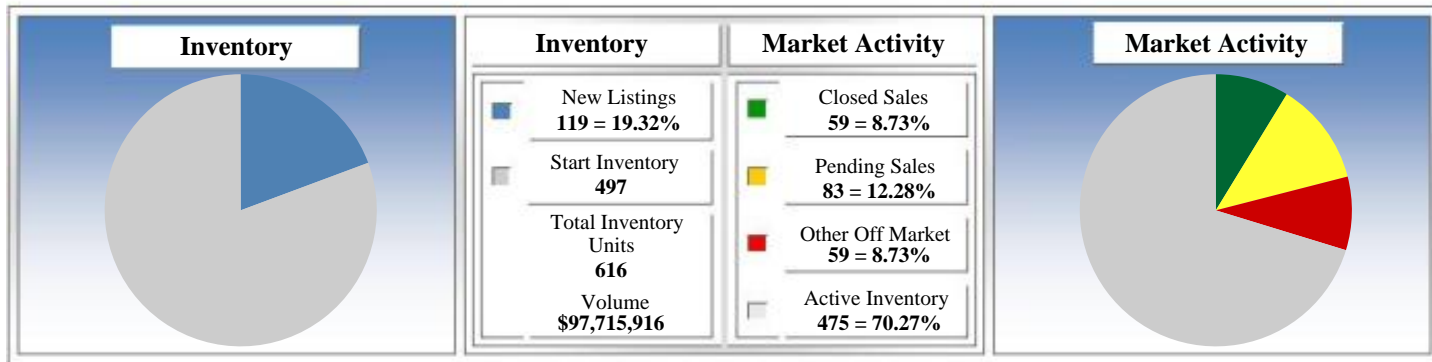 Inventory
Inventory
New Listings
119 = 19.32%
Start Inventory
497
Total Inventory
Units
616
Volume
$97,715,916
Market Activity
Closed Sales
59 = 8.73%
Pending Sales
83 = 12.28%
Other Off Market
59 = 8.73%
Active Inventory
475 = 70.27%
Market Activity